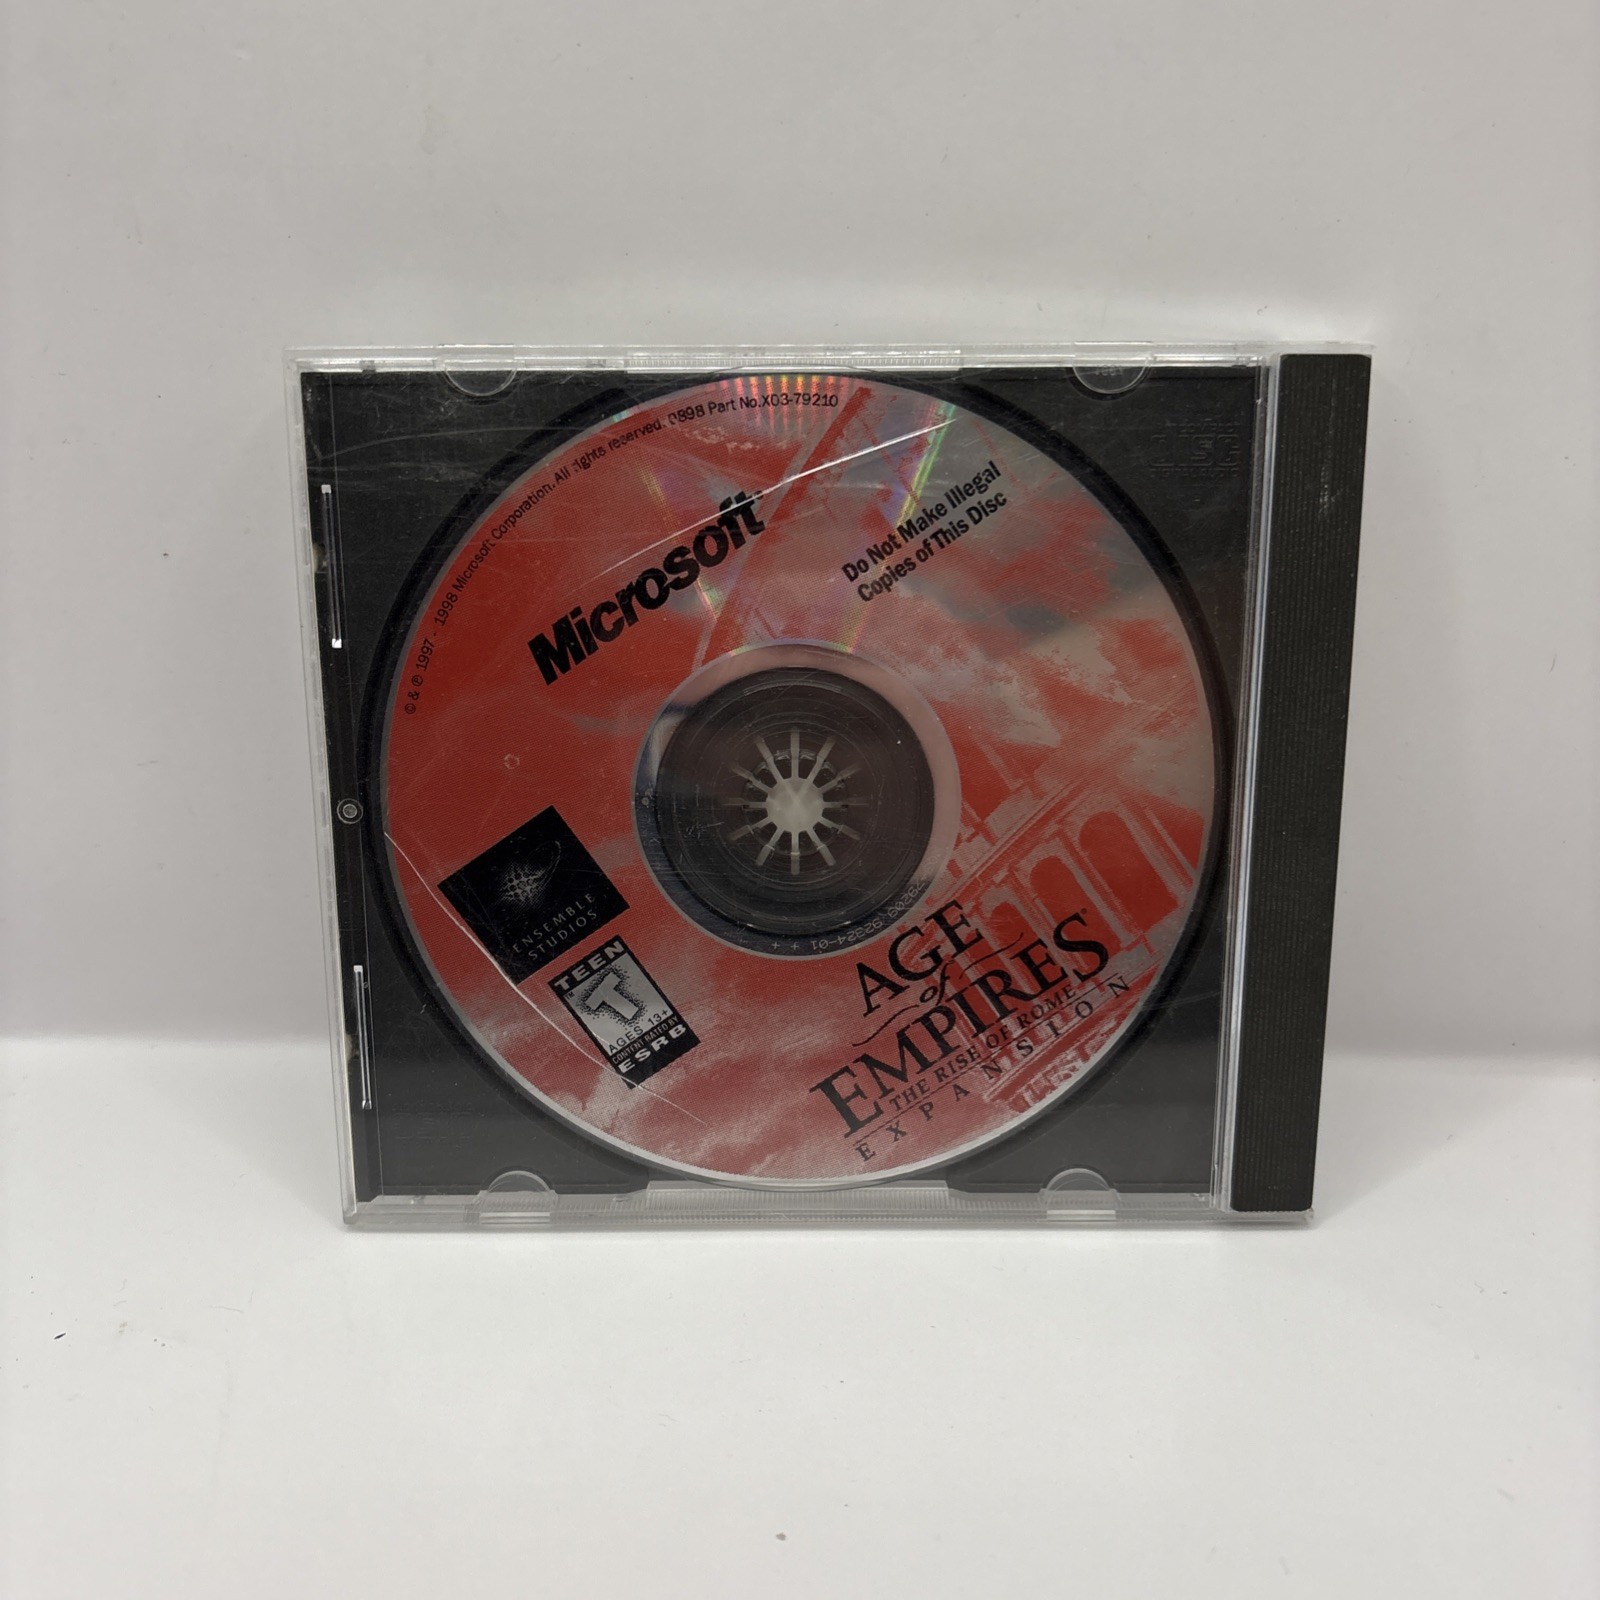 © & ℗ 1997 - 1998 Microsoft Corporation. All rights reserved. 0898 Part No. X03-79210
Microsoft
Do Not Make Illegal
Copies of This Disc
ENSEMBLE
STUDIOS
TEEN
T
AGES 13+
CONTENT RATED BY
ESRB
AGE
of
EMPIRES
THE RISE OF ROME
EXPANSION
COMPACT
disc